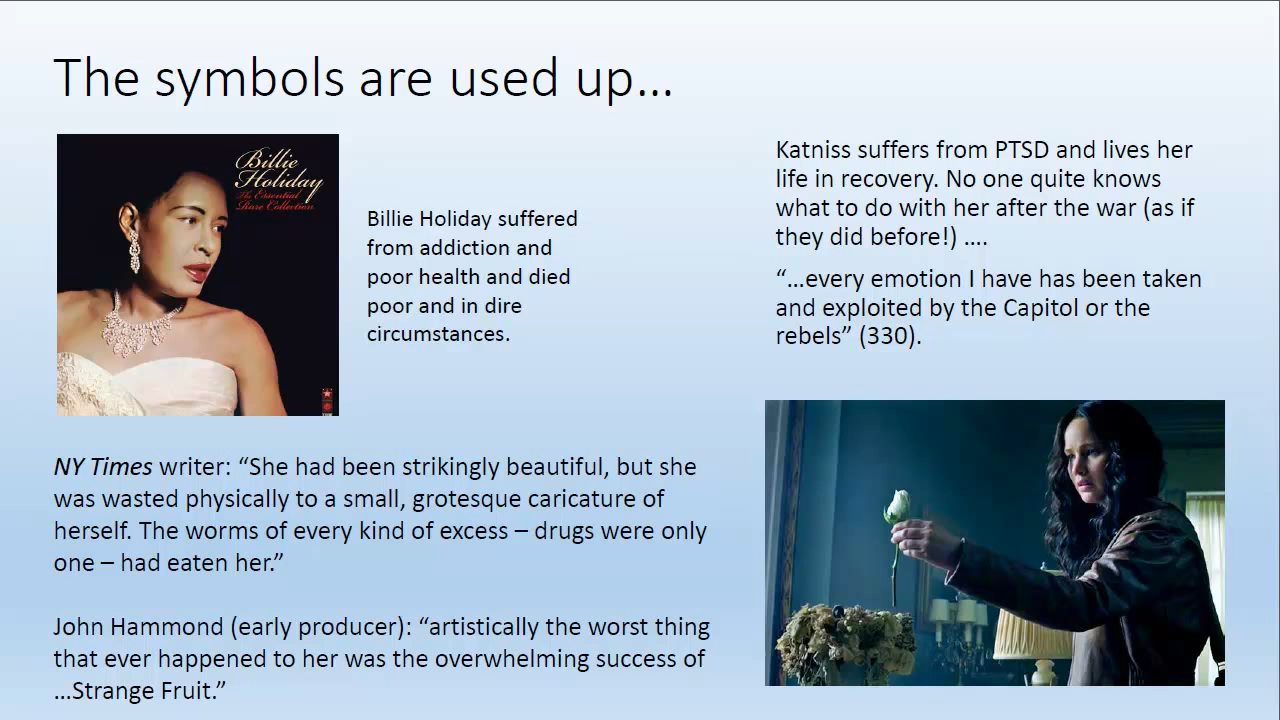 The symbols are used up...
Billie
Holiday
The Essential
Rare Collection
Billie Holiday suffered
from addiction and
poor health and died
poor and in dire
circumstances.
Katniss suffers from PTSD and lives her
life in recovery. No one quite knows
what to do with her after the war (as if
they did before!) ....
“...every emotion I have has been taken
and exploited by the Capitol or the
rebels” (330).
NY Times writer: “She had been strikingly beautiful, but she
was wasted physically to a small, grotesque caricature of
herself. The worms of every kind of excess – drugs were only
one – had eaten her.”
John Hammond (early producer): “artistically the worst thing
that ever happened to her was the overwhelming success of
...Strange Fruit.”